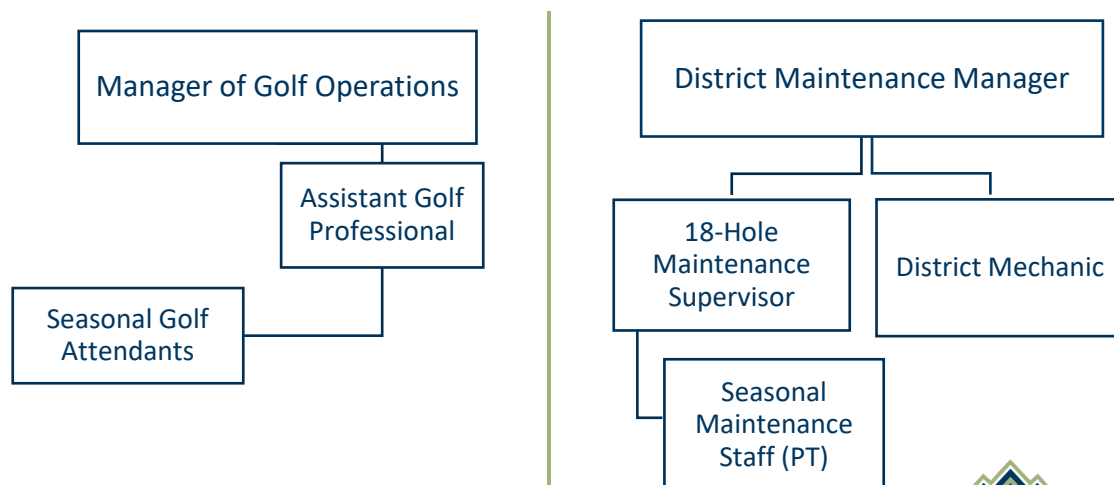 Manager of Golf Operations
Assistant Golf
Professional
Seasonal Golf
Attendants
District Maintenance Manager
18-Hole
Maintenance
Supervisor
District Mechanic
Seasonal
Maintenance
Staff (PT)